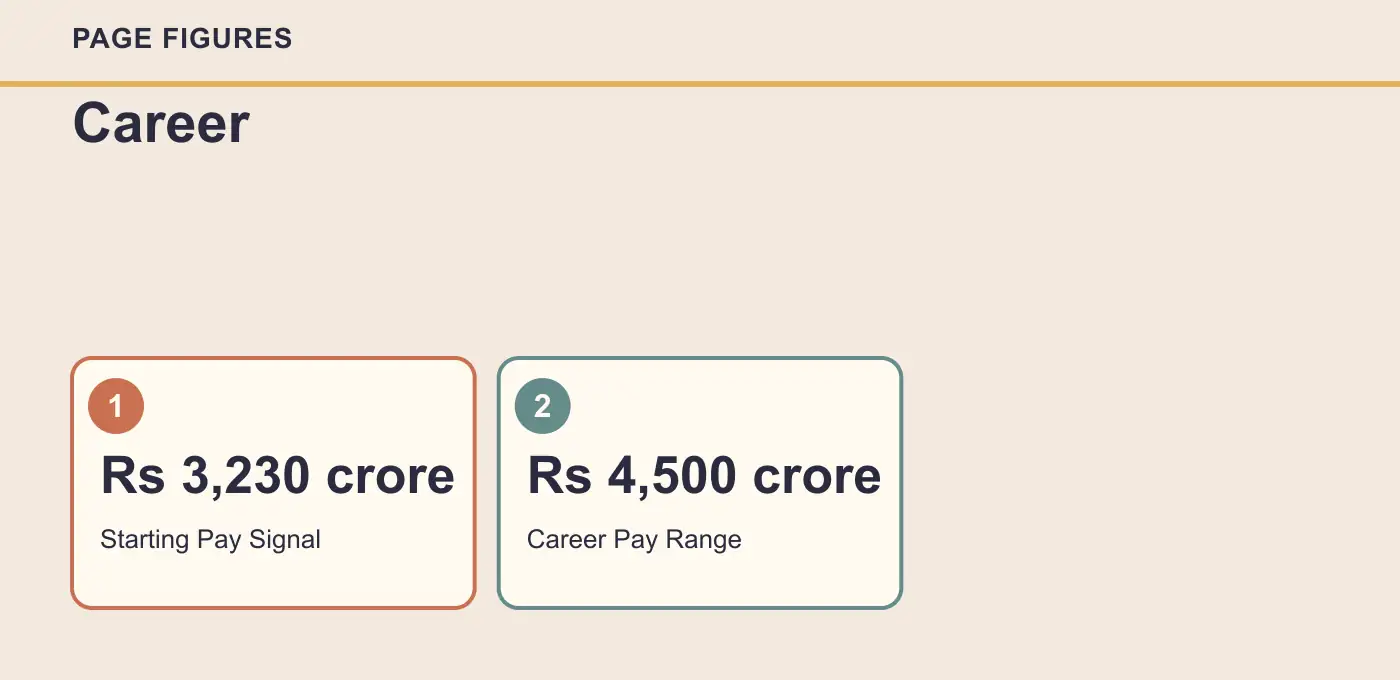 PAGE FIGURES
Career
1
Rs 3,230 crore
Starting Pay Signal
2
Rs 4,500 crore
Career Pay Range